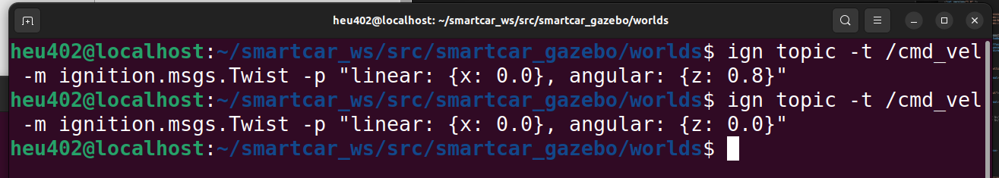 heu402@localhost: ~/smartcar_ws/src/smartcar_gazebo/worlds
heu402@localhost:~/smartcar_ws/src/smartcar_gazebo/worlds$ ign topic -t /cmd_vel
-m ignition.msgs.Twist -p "linear: {x: 0.0}, angular: {z: 0.8}"
heu402@localhost:~/smartcar_ws/src/smartcar_gazebo/worlds$ ign topic -t /cmd_vel
-m ignition.msgs.Twist -p "linear: {x: 0.0}, angular: {z: 0.0}"
heu402@localhost:~/smartcar_ws/src/smartcar_gazebo/worlds$